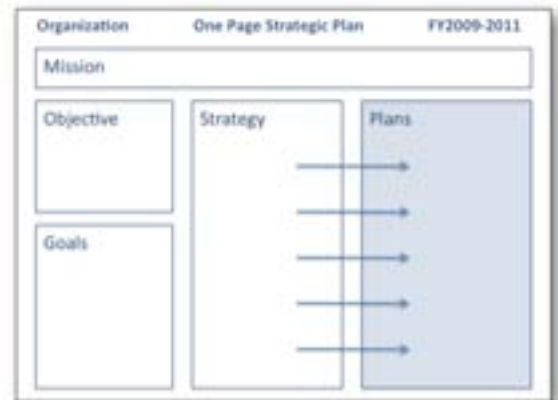 Organization One Page Strategic Plan FY2009-2011
Mission
Objective
Strategy
Plans
Goals